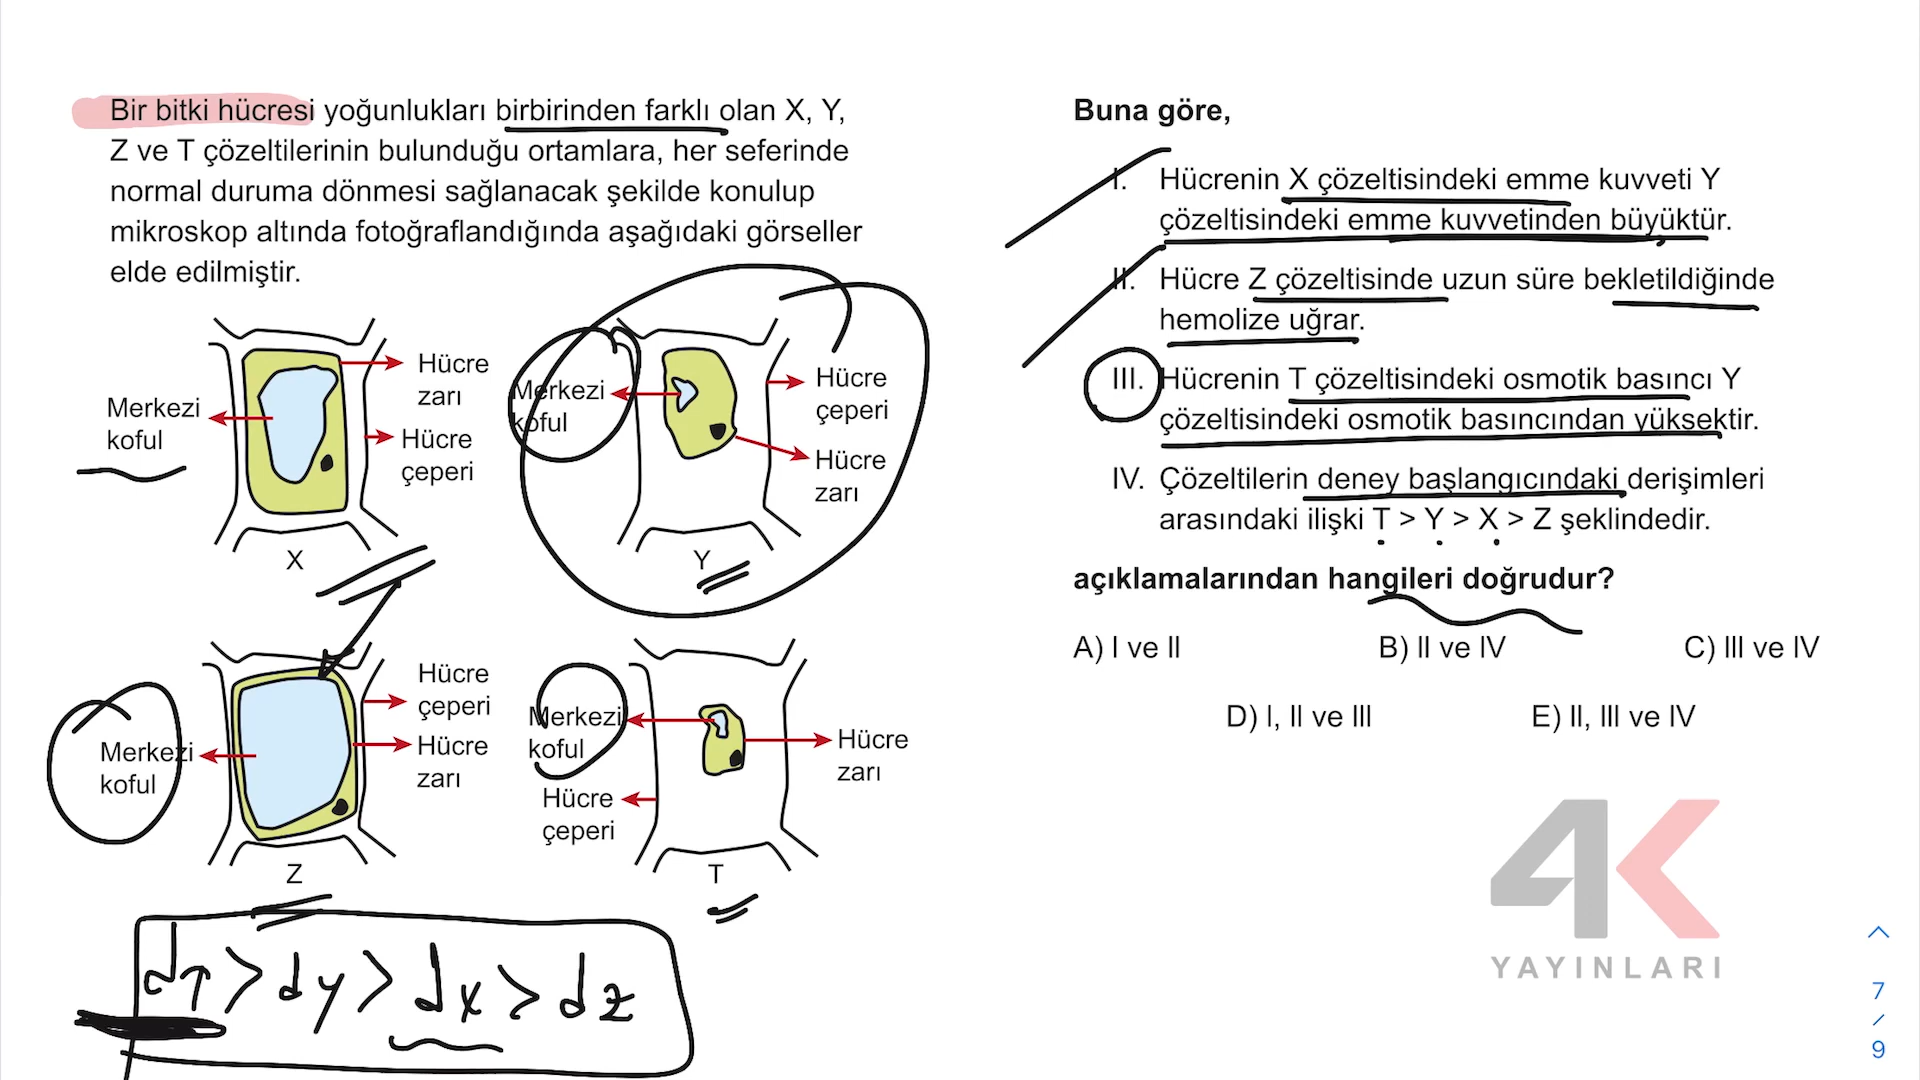 Bir bitki hücresi yoğunlukları birbirinden farklı olan X, Y,
Z ve T çözeltilerinin bulunduğu ortamlara, her seferinde
normal duruma dönmesi sağlanacak şekilde konulup
mikroskop altında fotoğraflandığında aşağıdaki görseller
elde edilmiştir.
Merkezi
koful
Hücre
zarı
Hücre
çeperi
X
Merkezi
koful
Hücre
çeperi
Hücre
zarı
Y
Merkezi
koful
Hücre
çeperi
Hücre
zarı
Z
Merkezi
koful
Hücre
çeperi
Hücre
zarı
T
dT > dy > dx > dz
Buna göre,
I. Hücrenin X çözeltisindeki emme kuvveti Y
çözeltisindeki emme kuvvetinden büyüktür.
II. Hücre Z çözeltisinde uzun süre bekletildiğinde
hemolize uğrar.
III. Hücrenin T çözeltisindeki osmotik basıncı Y
çözeltisindeki osmotik basıncından yüksektir.
IV. Çözeltilerin deney başlangıcındaki derişimleri
arasındaki ilişki T > Y > X > Z şeklindedir.
açıklamalarından hangileri doğrudur?
A) I ve II B) II ve IV C) III ve IV
D) I, II ve III E) II, III ve IV
4K
YAYINLARI
7
/
9